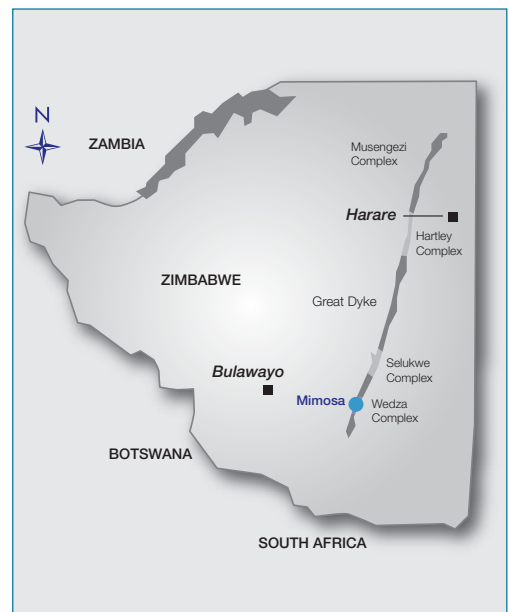 N
ZAMBIA
Musengezi
Complex
Harare
Hartley
Complex
ZIMBABWE
Great Dyke
Selukwe
Complex
Bulawayo
Mimosa
Wedza
Complex
BOTSWANA
SOUTH AFRICA